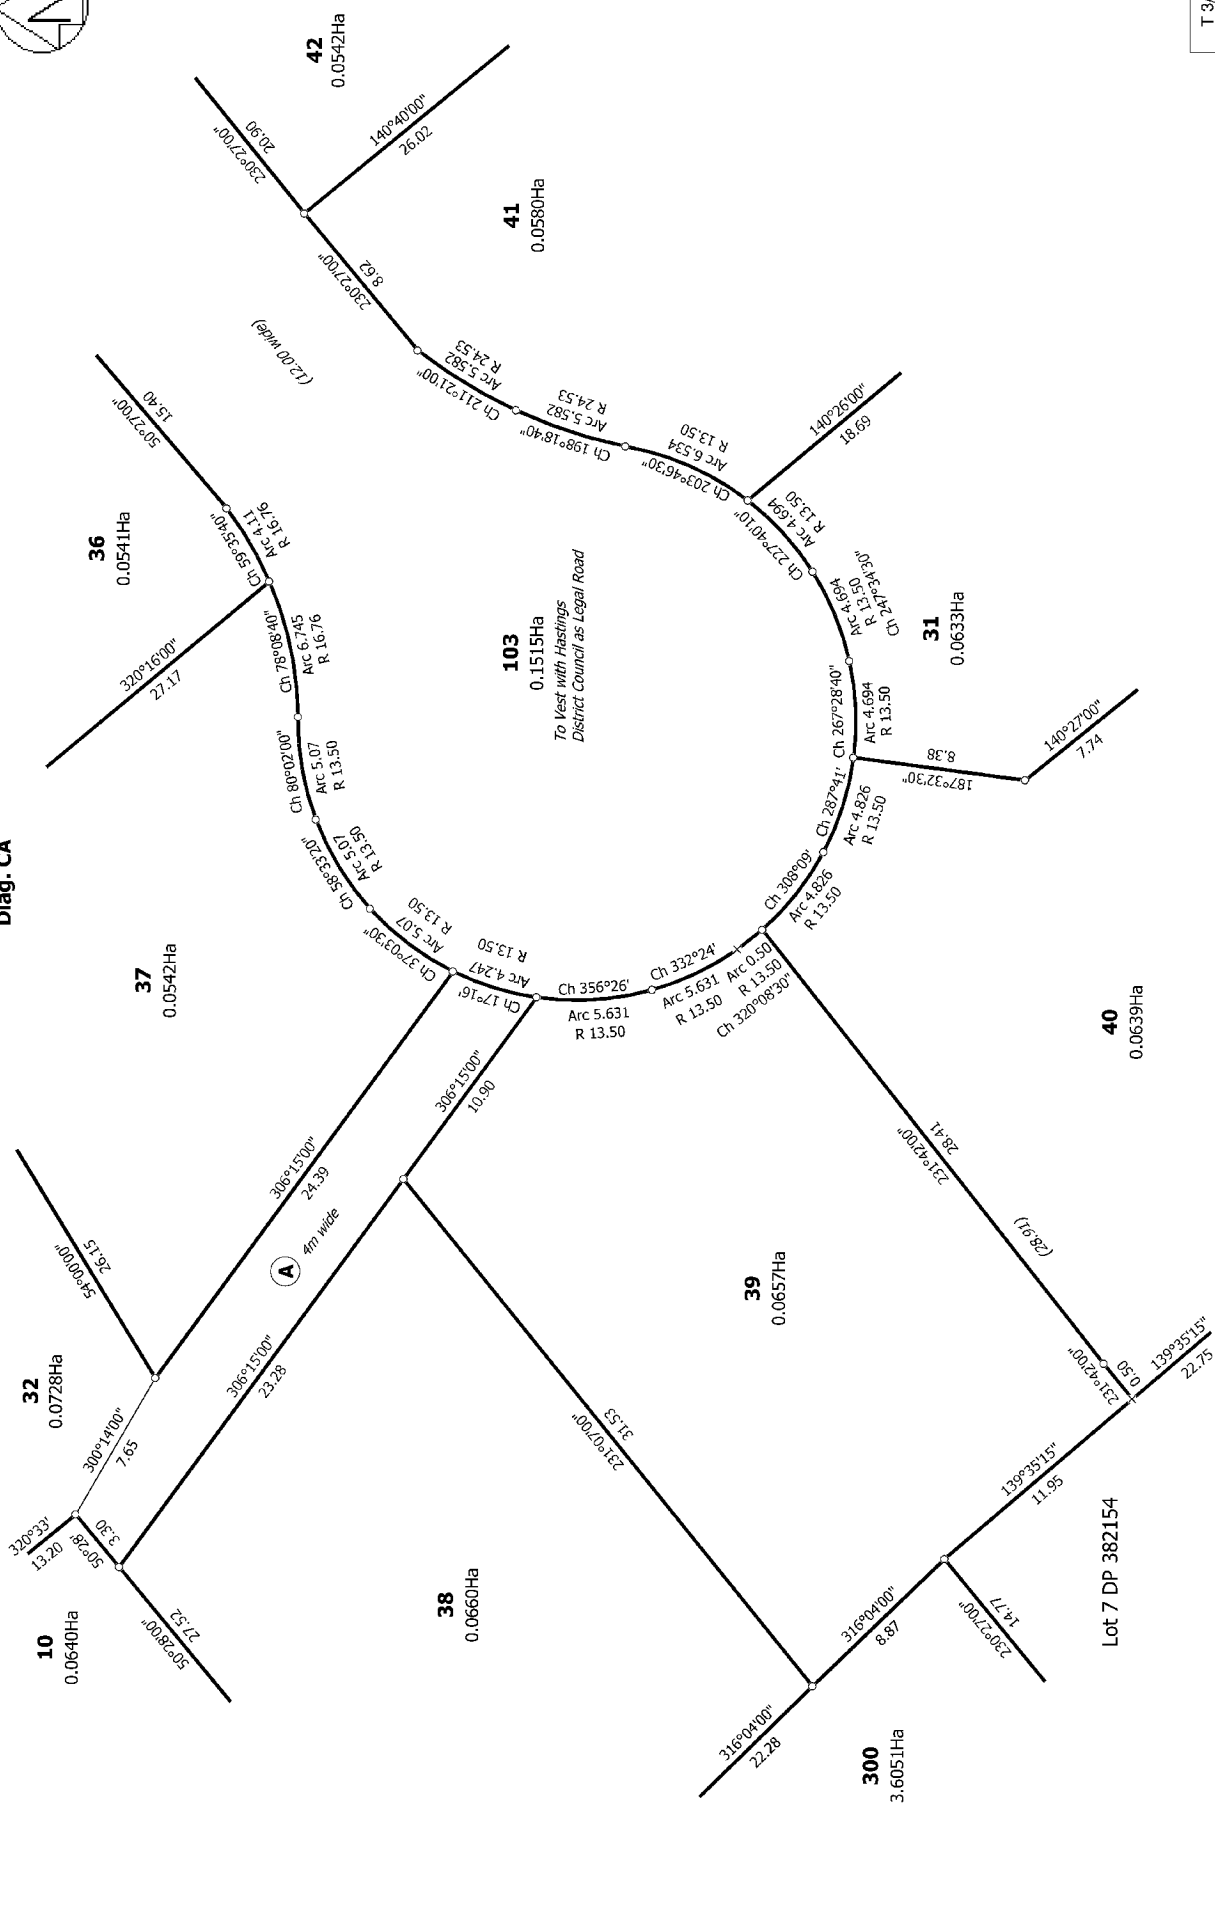 Diag. CA
T 3/
42
0.0542Ha
230°27'00"
20.90
140°40'00"
26.02
41
0.0580Ha
230°27'00"
8.62
(12.00 wide)
36
0.0541Ha
50°27'00"
15.40
Ch 59°35'40"
Arc 4.11
R 16.76
320°16'00"
27.17
Ch 78°08'40"
Arc 6.745
R 16.76
Ch 211°21'00"
Arc 5.582
R 24.53
Ch 198°18'40"
Arc 5.582
R 24.53
Ch 203°46'30"
Arc 6.534
R 13.50
140°26'00"
18.69
Ch 227°40'10"
Arc 4.694
R 13.50
Arc 4.694
R 13.50
Ch 247°34'30"
31
0.0633Ha
Ch 267°28'40"
Arc 4.694
R 13.50
103
0.1515Ha
To Vest with Hastings
District Council as Legal Road
Ch 80°02'00"
Arc 5.07
R 13.50
Ch 58°33'20"
Arc 5.07
R 13.50
Ch 37°03'30"
Arc 5.07
R 13.50
Ch 17°16'
Arc 4.247
R 13.50
Ch 356°26'
Arc 5.631
R 13.50
Ch 332°24'
Arc 5.631
R 13.50
Arc 0.50
R 13.50
Ch 320°08'30"
Ch 308°09'
Arc 4.826
R 13.50
Ch 287°41'
Arc 4.826
R 13.50
187°32'30"
8.38
140°27'00"
7.74
37
0.0542Ha
40
0.0639Ha
306°15'00"
10.90
306°15'00"
24.39
A
4m wide
306°15'00"
23.28
54°00'00"
26.15
32
0.0728Ha
300°14'00"
7.65
320°33'
13.20
50°28'
3.30
10
0.0640Ha
50°28'00"
27.52
38
0.0660Ha
231°07'00"
31.53
39
0.0657Ha
231°42'00"
28.41
(28.91)
231°42'00"
0.50
139°35'15"
22.75
139°35'15"
11.95
316°04'00"
8.87
230°27'00"
14.77
Lot 7 DP 382154
316°04'00"
22.28
300
3.6051Ha